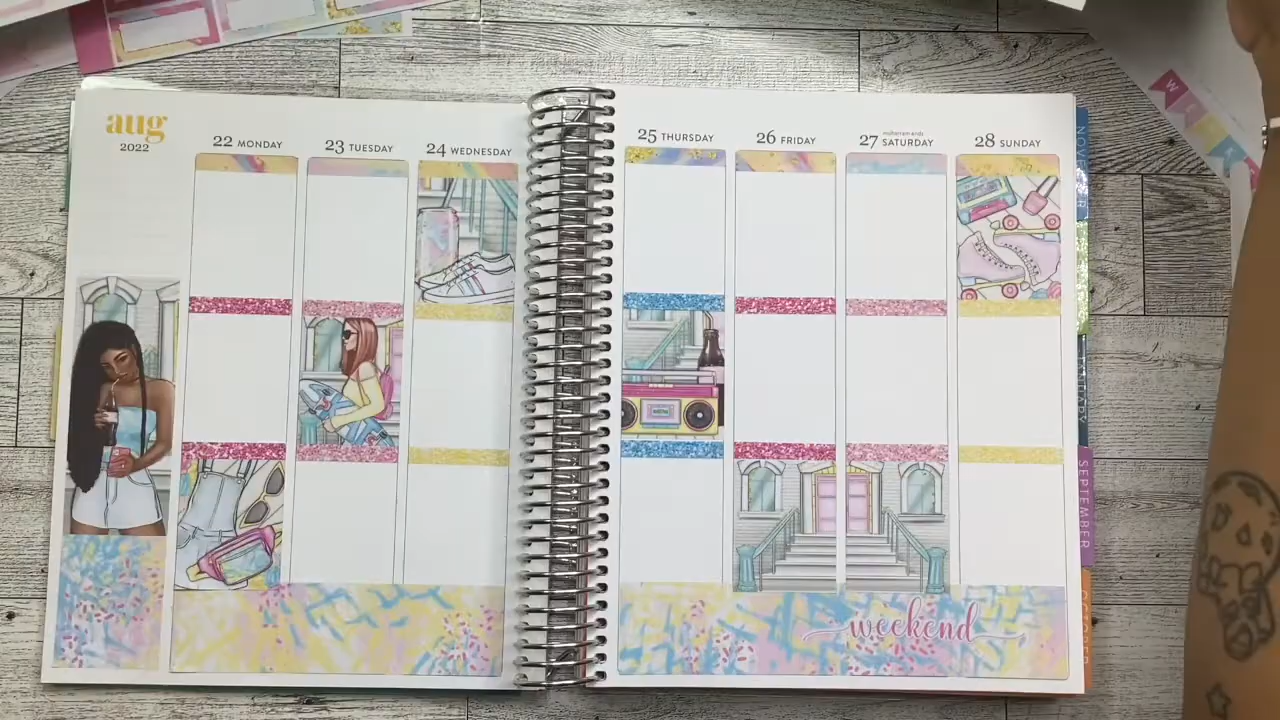 aug
2022
22 MONDAY
23 TUESDAY
24 WEDNESDAY
25 THURSDAY
26 FRIDAY
27 SATURDAY
28 SUNDAY
weekend
NOVEMBER
SEPTEMBER
OCTOBER